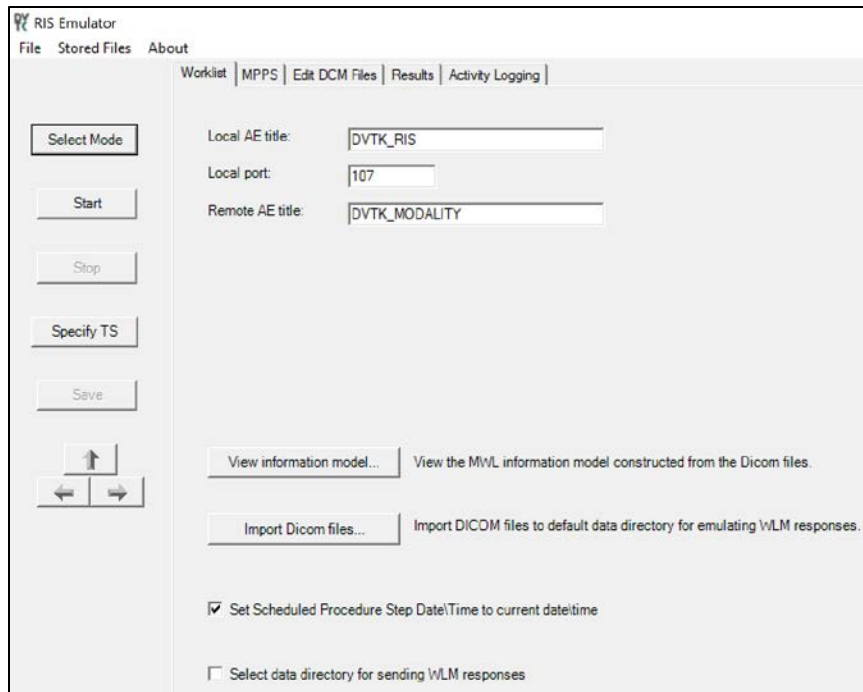 RIS Emulator
File Stored Files About
Worklist MPPS Edit DCM Files Results Activity Logging
Select Mode
Local AE title: DVTK_RIS
Local port: 107
Start
Remote AE title: DVTK_MODALITY
Stop
Specify TS
Save
View information model... View the MWL information model constructed from the Dicom files.
Import Dicom files... Import DICOM files to default data directory for emulating WLM responses.
Set Scheduled Procedure Step Date\Time to current date\time
Select data directory for sending WLM responses